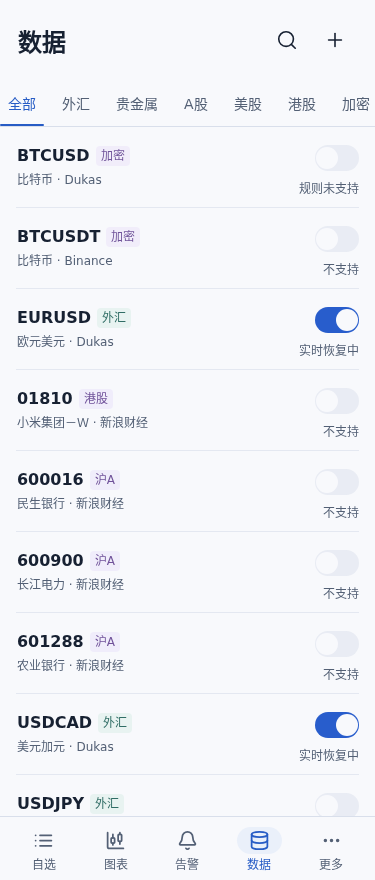 数据
全部 外汇 贵金属 A股 美股 港股 加密
BTCUSD 加密
比特币 · Dukas
规则未支持
BTCUSDT 加密
比特币 · Binance
不支持
EURUSD 外汇
欧元美元 · Dukas
实时恢复中
01810 港股
小米集团－W · 新浪财经
不支持
600016 沪A
民生银行 · 新浪财经
不支持
600900 沪A
长江电力 · 新浪财经
不支持
601288 沪A
农业银行 · 新浪财经
不支持
USDCAD 外汇
美元加元 · Dukas
实时恢复中
USDJPY 外汇
自选 图表 告警 数据 更多